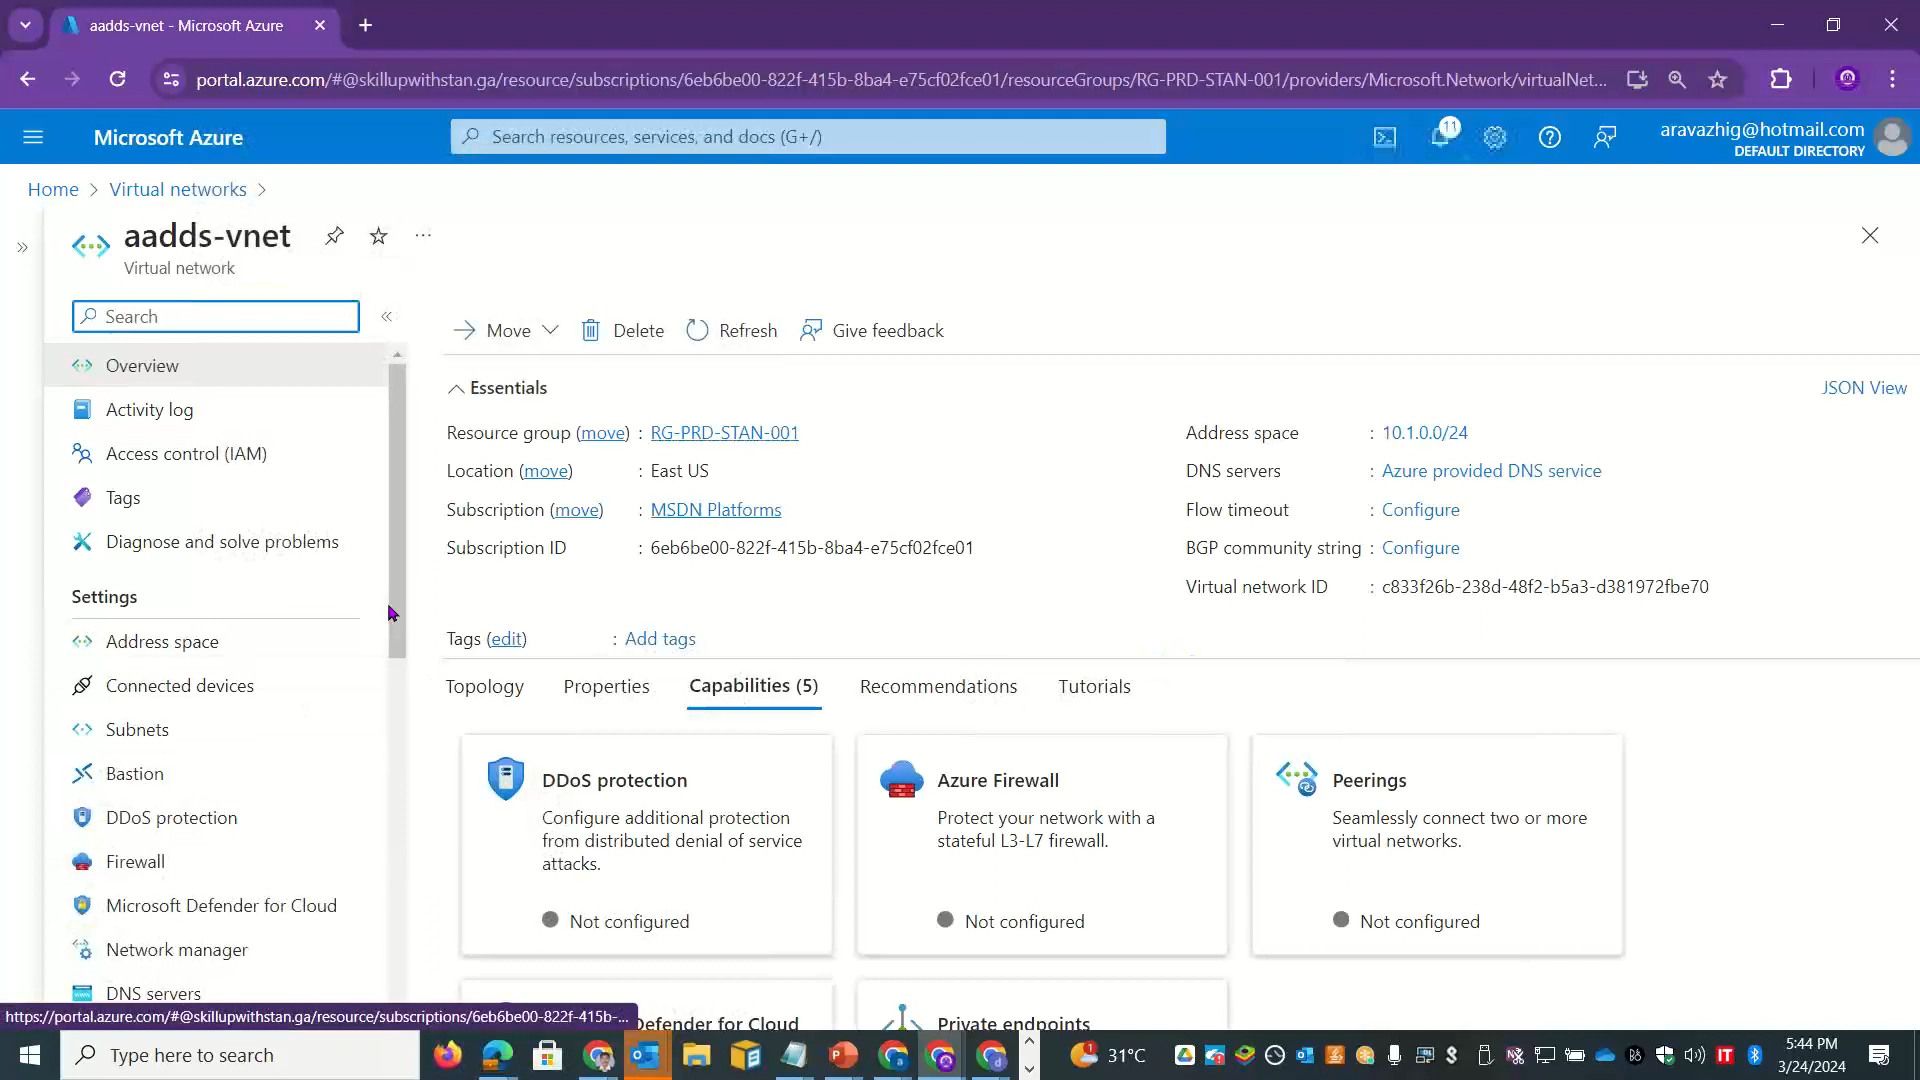 aadds-vnet - Microsoft Azure
portal.azure.com/#@skillupwithstan.ga/resource/subscriptions/6eb6be00-822f-415b-8ba4-e75cf02fce01/resourceGroups/RG-PRD-STAN-001/providers/Microsoft.Network/virtualNet...
Microsoft Azure
Search resources, services, and docs (G+/)
11
aravazhig@hotmail.com
DEFAULT DIRECTORY
Home > Virtual networks >
aadds-vnet
Virtual network
Search
Move
Delete
Refresh
Give feedback
Overview
Activity log
Access control (IAM)
Tags
Diagnose and solve problems
Settings
Address space
Connected devices
Subnets
Bastion
DDoS protection
Firewall
Microsoft Defender for Cloud
Network manager
DNS servers
Essentials
JSON View
Resource group (move) : RG-PRD-STAN-001
Location (move) : East US
Subscription (move) : MSDN Platforms
Subscription ID : 6eb6be00-822f-415b-8ba4-e75cf02fce01
Address space : 10.1.0.0/24
DNS servers : Azure provided DNS service
Flow timeout : Configure
BGP community string : Configure
Virtual network ID : c833f26b-238d-48f2-b5a3-d381972fbe70
Tags (edit) : Add tags
Topology
Properties
Capabilities (5)
Recommendations
Tutorials
DDoS protection
Configure additional protection
from distributed denial of service
attacks.
Not configured
Azure Firewall
Protect your network with a
stateful L3-L7 firewall.
Not configured
Peerings
Seamlessly connect two or more
virtual networks.
Not configured
Defender for Cloud
Private endpoints
https://portal.azure.com/#@skillupwithstan.ga/resource/subscriptions/6eb6be00-822f-415b-...
Type here to search
31°C
IT
5:44 PM
3/24/2024